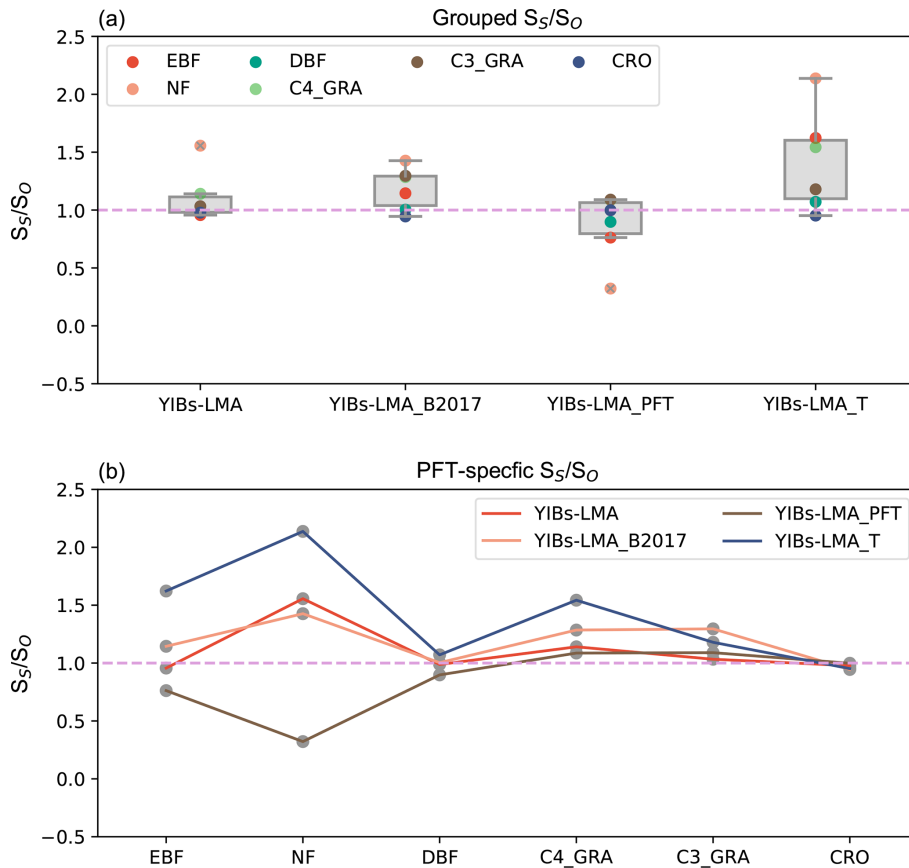 (a) Grouped S_S/S_O
2.5
EBF DBF C3_GRA CRO
NF C4_GRA
2.0
1.5
1.0
0.5
0.0
−0.5
S_S/S_O
YIBs-LMA YIBs-LMA_B2017 YIBs-LMA_PFT YIBs-LMA_T
(b) PFT-specfic S_S/S_O
2.5
YIBs-LMA YIBs-LMA_PFT
YIBs-LMA_B2017 YIBs-LMA_T
2.0
1.5
1.0
0.5
0.0
−0.5
S_S/S_O
EBF NF DBF C4_GRA C3_GRA CRO